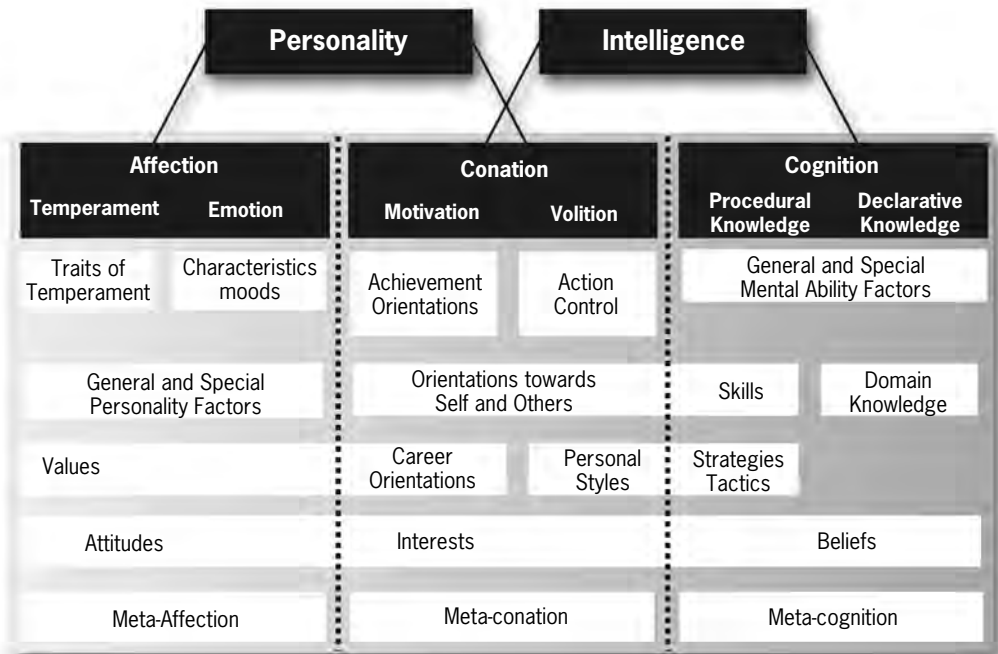 Personality
Intelligence
Affection
Conation
Cognition
Temperament
Emotion
Motivation
Volition
Procedural
Knowledge
Declarative
Knowledge
Traits of
Temperament
Characteristics
moods
Achievement
Orientations
Action
Control
General and Special
Mental Ability Factors
General and Special
Personality Factors
Orientations towards
Self and Others
Skills
Domain
Knowledge
Values
Career
Orientations
Personal
Styles
Strategies
Tactics
Attitudes
Interests
Beliefs
Meta-Affection
Meta-conation
Meta-cognition